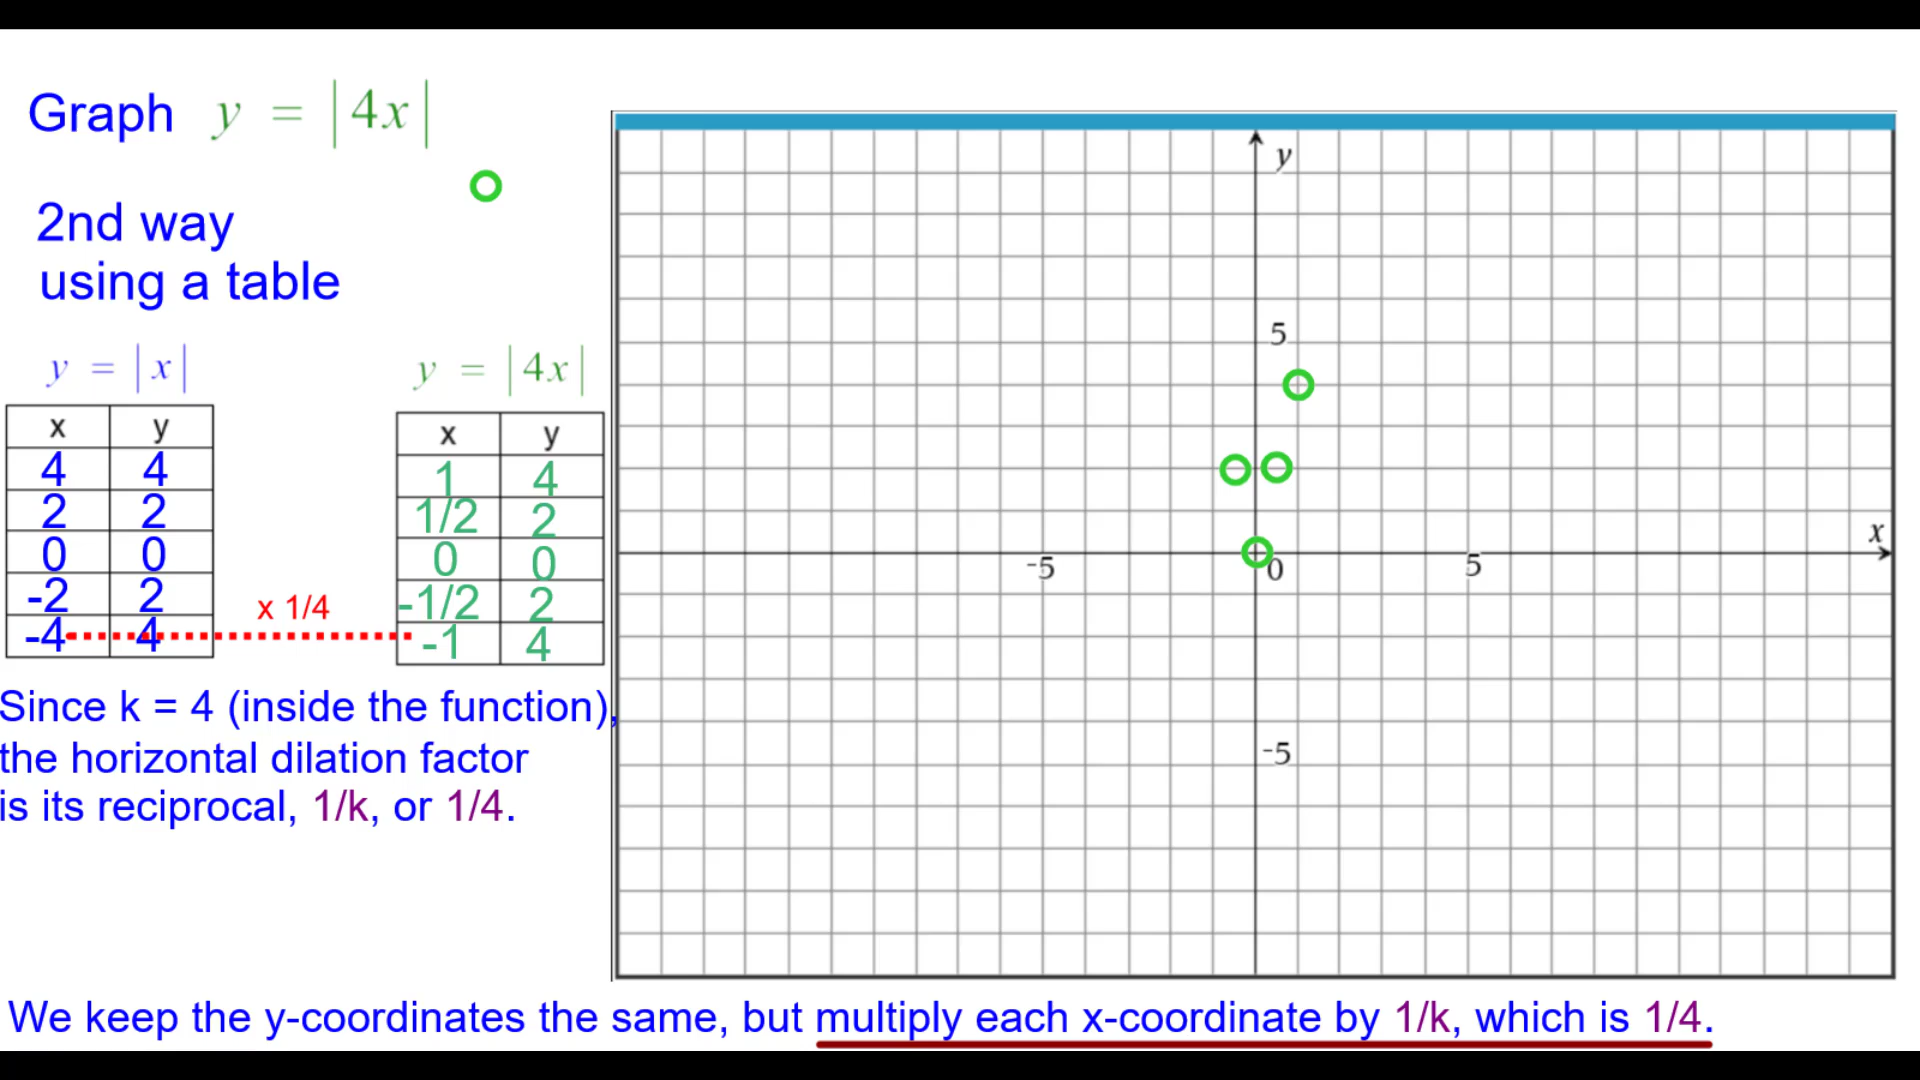 Graph y = |4x|
2nd way
using a table
y = |x|
x y
4 4
2 2
0 0
-2 2
-4 4
x 1/4
y = |4x|
x y
1 4
1/2 2
0 0
-1/2 2
-1 4
Since k = 4 (inside the function),
the horizontal dilation factor
is its reciprocal, 1/k, or 1/4.
y
5
x
-5 0 5
-5
We keep the y-coordinates the same, but multiply each x-coordinate by 1/k, which is 1/4.